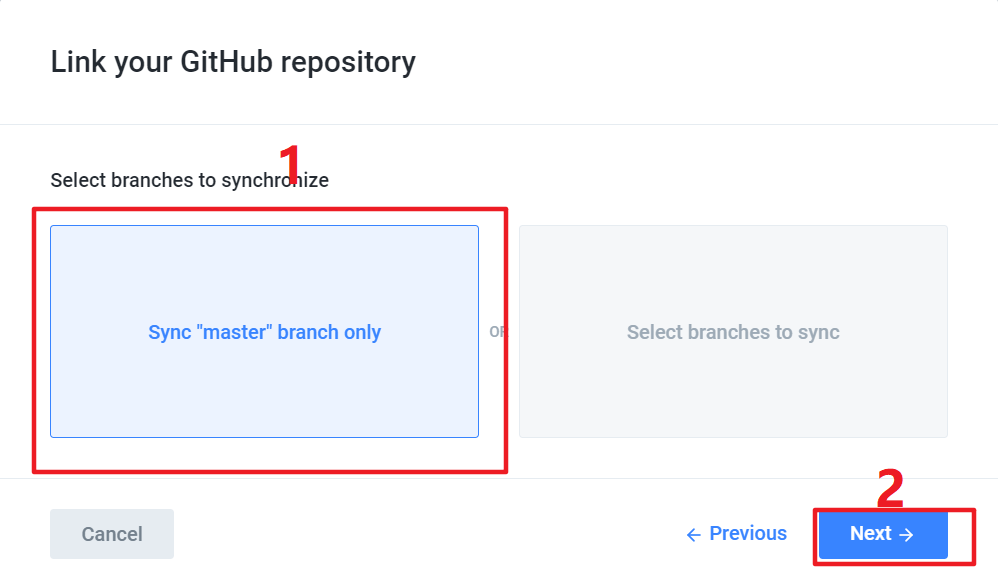 Link your GitHub repository
1
Select branches to synchronize
Sync "master" branch only
OR
Select branches to sync
2
Cancel
← Previous
Next →